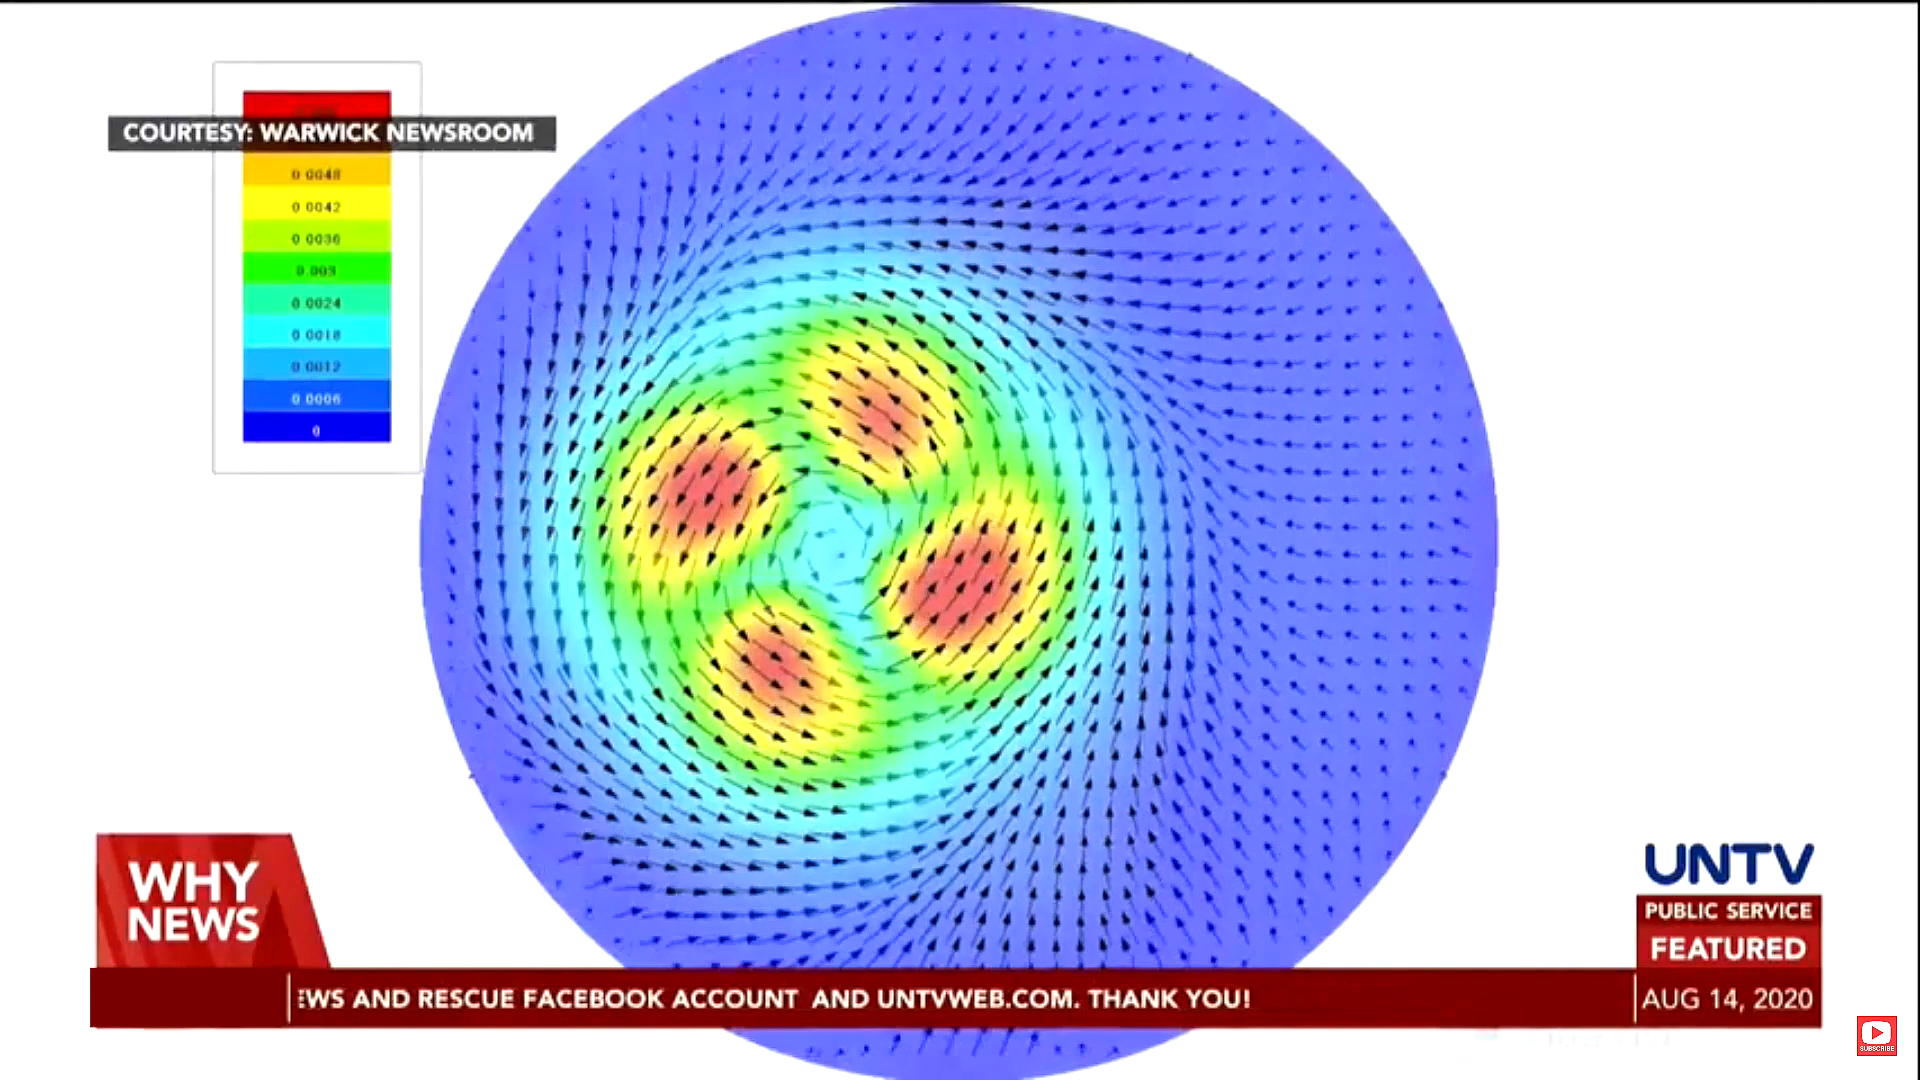 COURTESY: WARWICK NEWSROOM
0.0048
0.0042
0.0036
0.003
0.0024
0.0018
0.0012
0.0006
0
WHY
NEWS
UNTV
PUBLIC SERVICE
FEATURED
EWS AND RESCUE FACEBOOK ACCOUNT AND UNTVWEB.COM. THANK YOU!
AUG 14, 2020
SUBSCRIBE